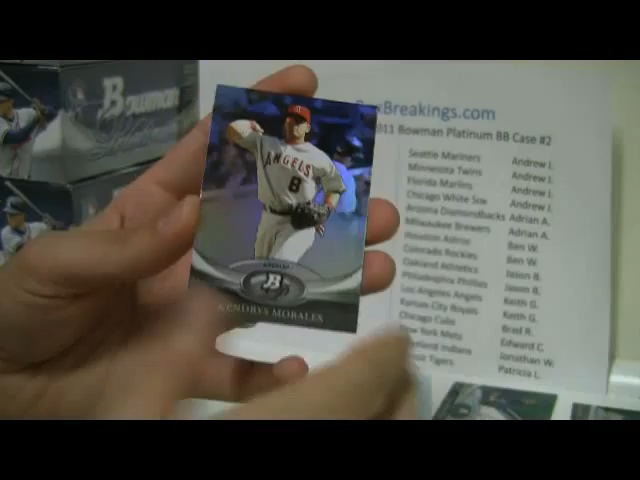 Bowman
Breakings.com
Bowman Platinum BB Case #2
Seattle Mariners Andrew J.
Minnesota Twins Andrew J.
Florida Marlins Andrew J.
Chicago White Sox Andrew J.
Arizona Diamondbacks Adrian A.
Milwaukee Brewers Adrian A.
Houston Astros Ben W.
Colorado Rockies Ben W.
Oakland Athletics Jason B.
Philadelphia Phillies Jason B.
Los Angeles Angels Keith G.
Kansas City Royals Keith G.
Chicago Cubs Brad R.
New York Mets Edward C
Indians Jonathan W.
Tigers Patricia L.
ANGELS
8
B
KENDRYS MORALES